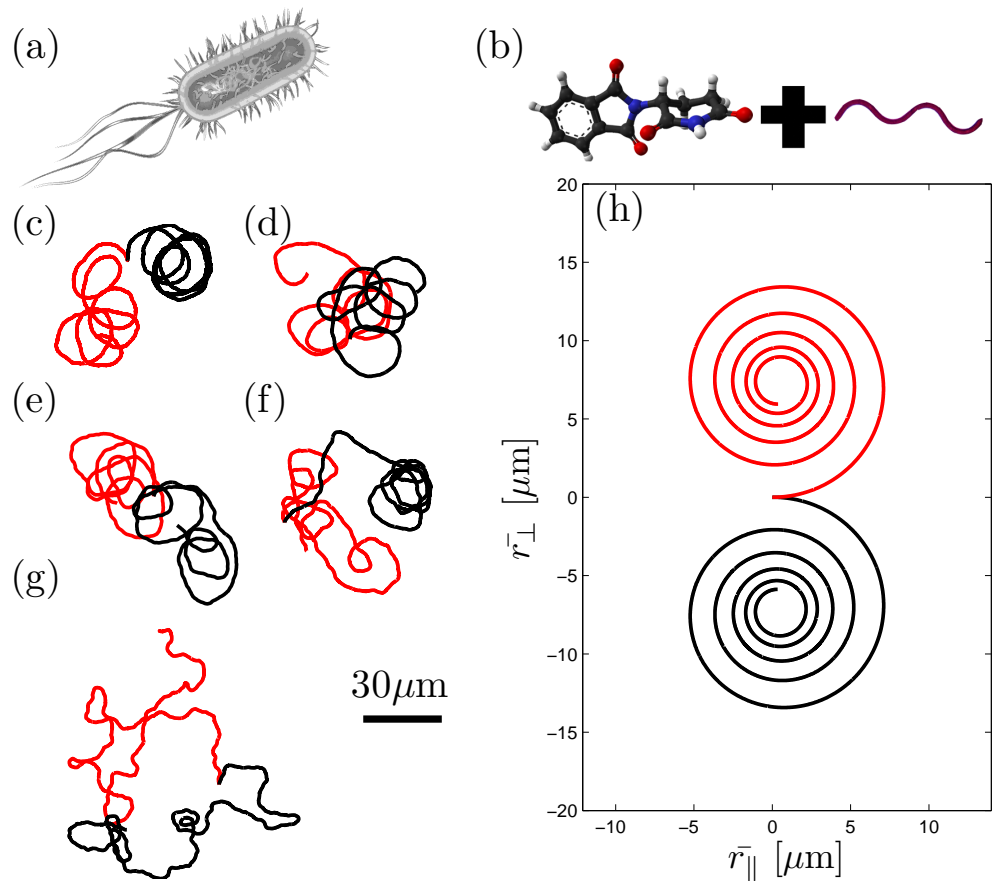 (a)
(b)
(c)
(d)
(e)
(f)
(g)
30μm
(h)
20
15
10
5
0
−5
−10
−15
−20
−10
−5
0
5
10
r̄⊥ [μm]
r̄∥ [μm]